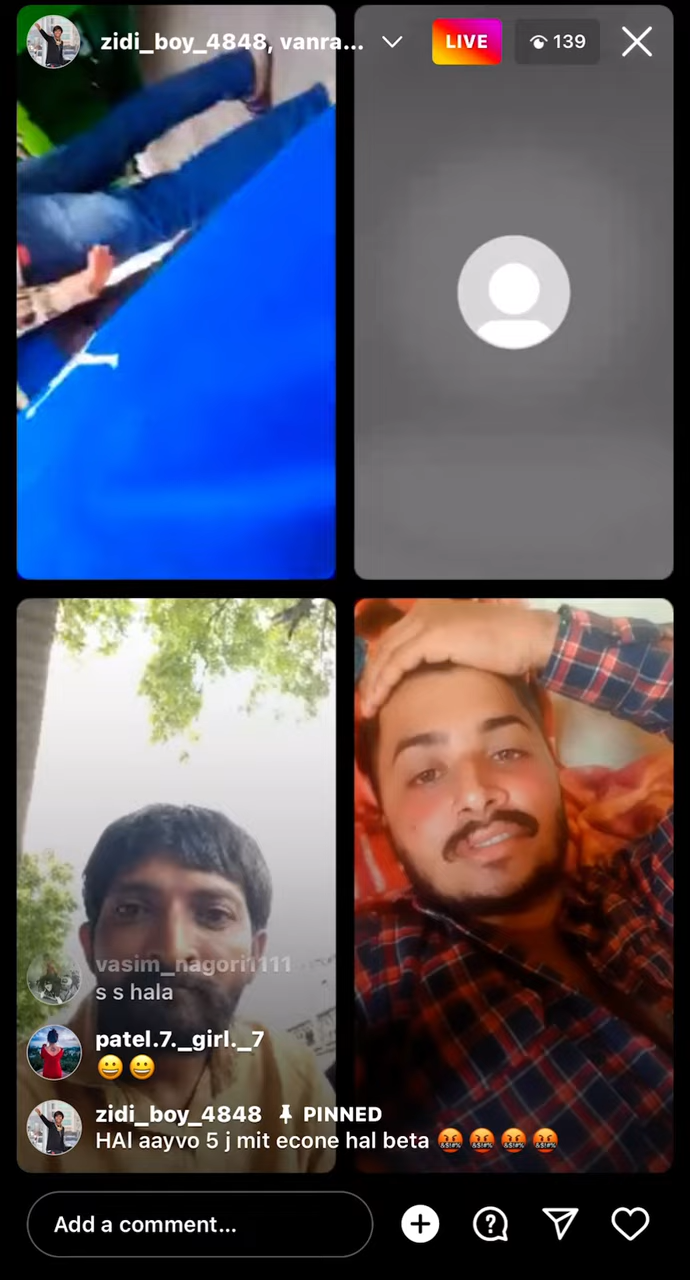 zidi_boy_4848, vanra...
LIVE
139
vasim_nagori1111
s s hala
patel.7._girl._7
😀 😀
zidi_boy_4848 PINNED
HAI aayvo 5 j mit econe hal beta 🤬 🤬 🤬 🤬
Add a comment...